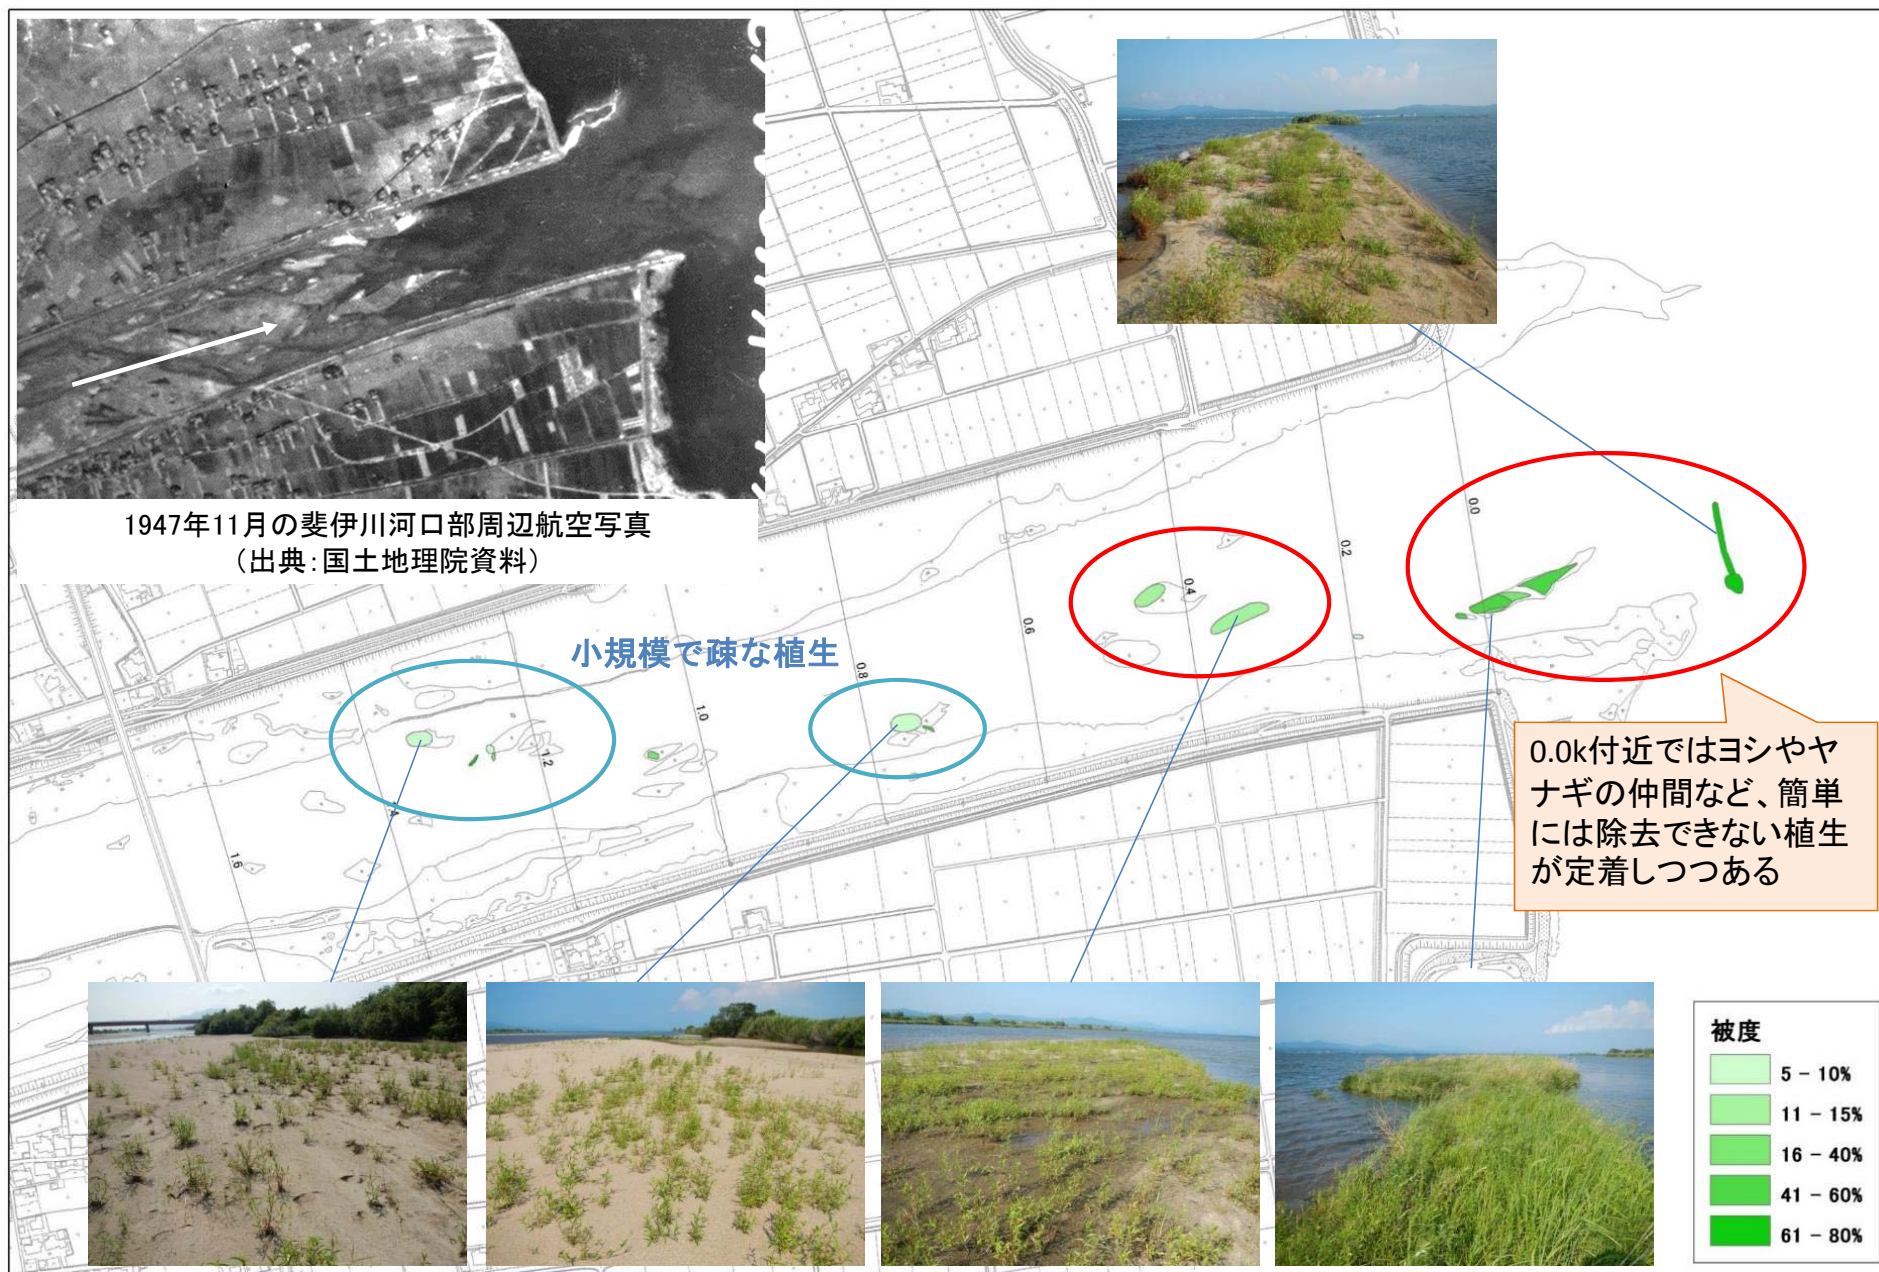 1947年11月の斐伊川河口部周辺航空写真
（出典：国土地理院資料）
小規模で疎な植生
0.0
0.2
0.4
0.6
0.8
1.0
1.2
1.4
1.6
0.0k付近ではヨシやヤ
ナギの仲間など、簡単
には除去できない植生
が定着しつつある
被度
5 － 10%
11 － 15%
16 － 40%
41 － 60%
61 － 80%